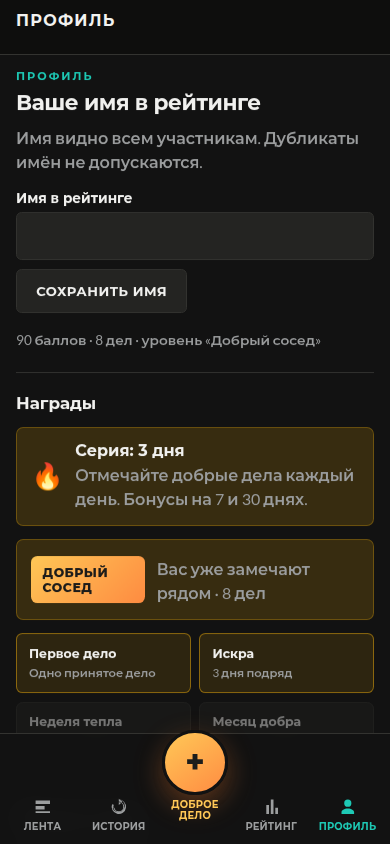 ПРОФИЛЬ
ПРОФИЛЬ
Ваше имя в рейтинге
Имя видно всем участникам. Дубликаты
имён не допускаются.
Имя в рейтинге
СОХРАНИТЬ ИМЯ
90 баллов · 8 дел · уровень «Добрый сосед»
Награды
Серия: 3 дня
Отмечайте добрые дела каждый
день. Бонусы на 7 и 30 днях.
ДОБРЫЙ
СОСЕД
Вас уже замечают
рядом · 8 дел
Первое дело
Одно принятое дело
Искра
3 дня подряд
Неделя тепла
Месяц добра
ЛЕНТА
ИСТОРИЯ
ДОБРОЕ
ДЕЛО
РЕЙТИНГ
ПРОФИЛЬ